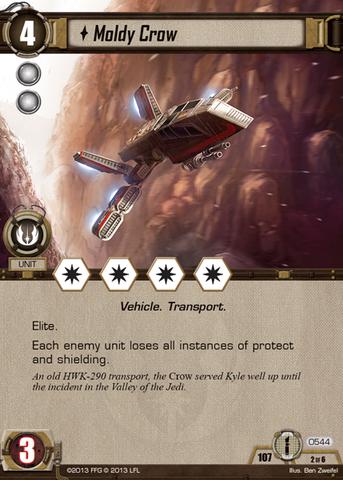 4
Moldy Crow
UNIT
Vehicle. Transport.
Elite.
Each enemy unit loses all instances of protect
and shielding.
An old HWK-290 transport, the Crow served Kyle well up until
the incident in the Valley of the Jedi.
3
©2013 FFG © 2013 LFL
107
0544
2 of 6
Illus. Ben Zweifel